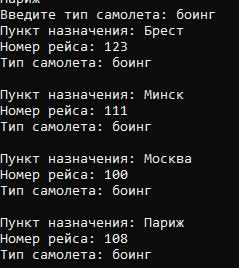 Париж
Введите тип самолета: боинг
Пункт назначения: Брест
Номер рейса: 123
Тип самолета: боинг
Пункт назначения: Минск
Номер рейса: 111
Тип самолета: боинг
Пункт назначения: Москва
Номер рейса: 100
Тип самолета: боинг
Пункт назначения: Париж
Номер рейса: 108
Тип самолета: боинг